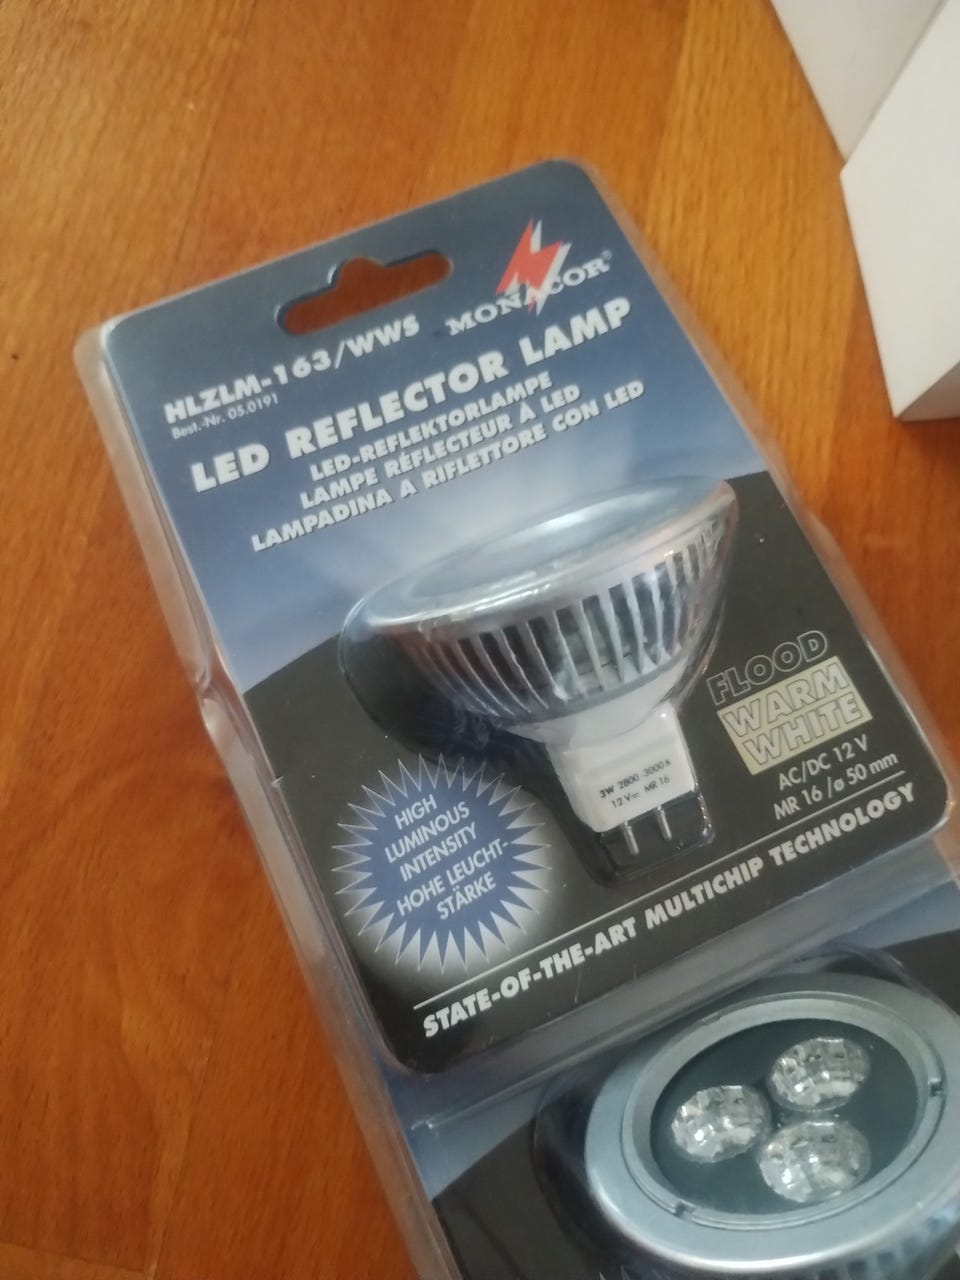 MONACOR®
HLZLM-163/WWS
Best.-Nr. 05.0191
LED REFLECTOR LAMP
LED-REFLEKTORLAMPE
LAMPE RÉFLECTEUR À LED
LAMPADINA A RIFLETTORE CON LED
FLOOD
WARM
WHITE
AC/DC 12 V
MR 16 /ø 50 mm
3W 2800-3000K
12V⎓ MR 16
HIGH
LUMINOUS
INTENSITY
HOHE LEUCHT-
STÄRKE
STATE-OF-THE-ART MULTICHIP TECHNOLOGY